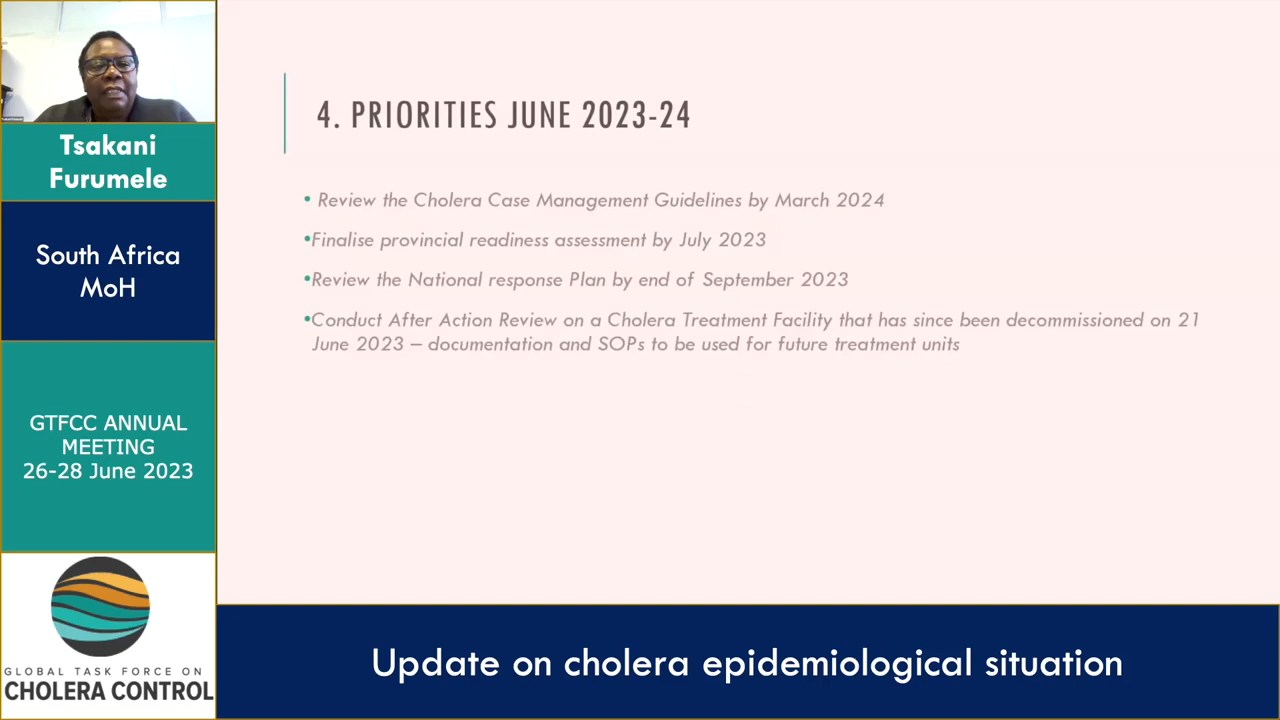 Tsakani
Furumele
South Africa
MoH
GTFCC ANNUAL
MEETING
26-28 June 2023
GLOBAL TASK FORCE ON
CHOLERA CONTROL
4. PRIORITIES JUNE 2023-24
• Review the Cholera Case Management Guidelines by March 2024
•Finalise provincial readiness assessment by July 2023
•Review the National response Plan by end of September 2023
•Conduct After Action Review on a Cholera Treatment Facility that has since been decommissioned on 21
June 2023 – documentation and SOPs to be used for future treatment units
Update on cholera epidemiological situation